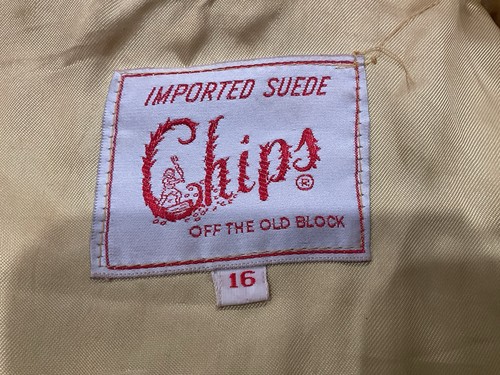 IMPORTED SUEDE
Chips ®
OFF THE OLD BLOCK
16